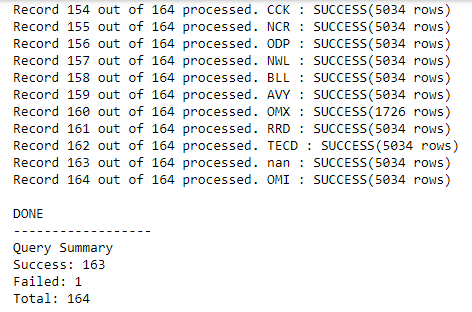 Record 154 out of 164 processed. CCK : SUCCESS(5034 rows)
Record 155 out of 164 processed. NCR : SUCCESS(5034 rows)
Record 156 out of 164 processed. ODP : SUCCESS(5034 rows)
Record 157 out of 164 processed. NWL : SUCCESS(5034 rows)
Record 158 out of 164 processed. BLL : SUCCESS(5034 rows)
Record 159 out of 164 processed. AVY : SUCCESS(5034 rows)
Record 160 out of 164 processed. OMX : SUCCESS(1726 rows)
Record 161 out of 164 processed. RRD : SUCCESS(5034 rows)
Record 162 out of 164 processed. TECD : SUCCESS(5034 rows)
Record 163 out of 164 processed. nan : SUCCESS(5034 rows)
Record 164 out of 164 processed. OMI : SUCCESS(5034 rows)
DONE
------------------
Query Summary
Success: 163
Failed: 1
Total: 164